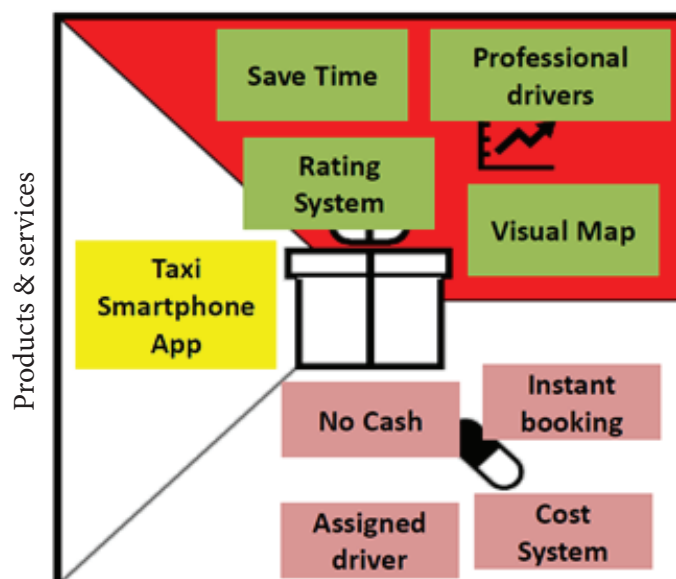 Save Time
Professional
drivers
Rating
System
Visual Map
Products & services
Taxi
Smartphone
App
No Cash
Instant
booking
Assigned
driver
Cost
System